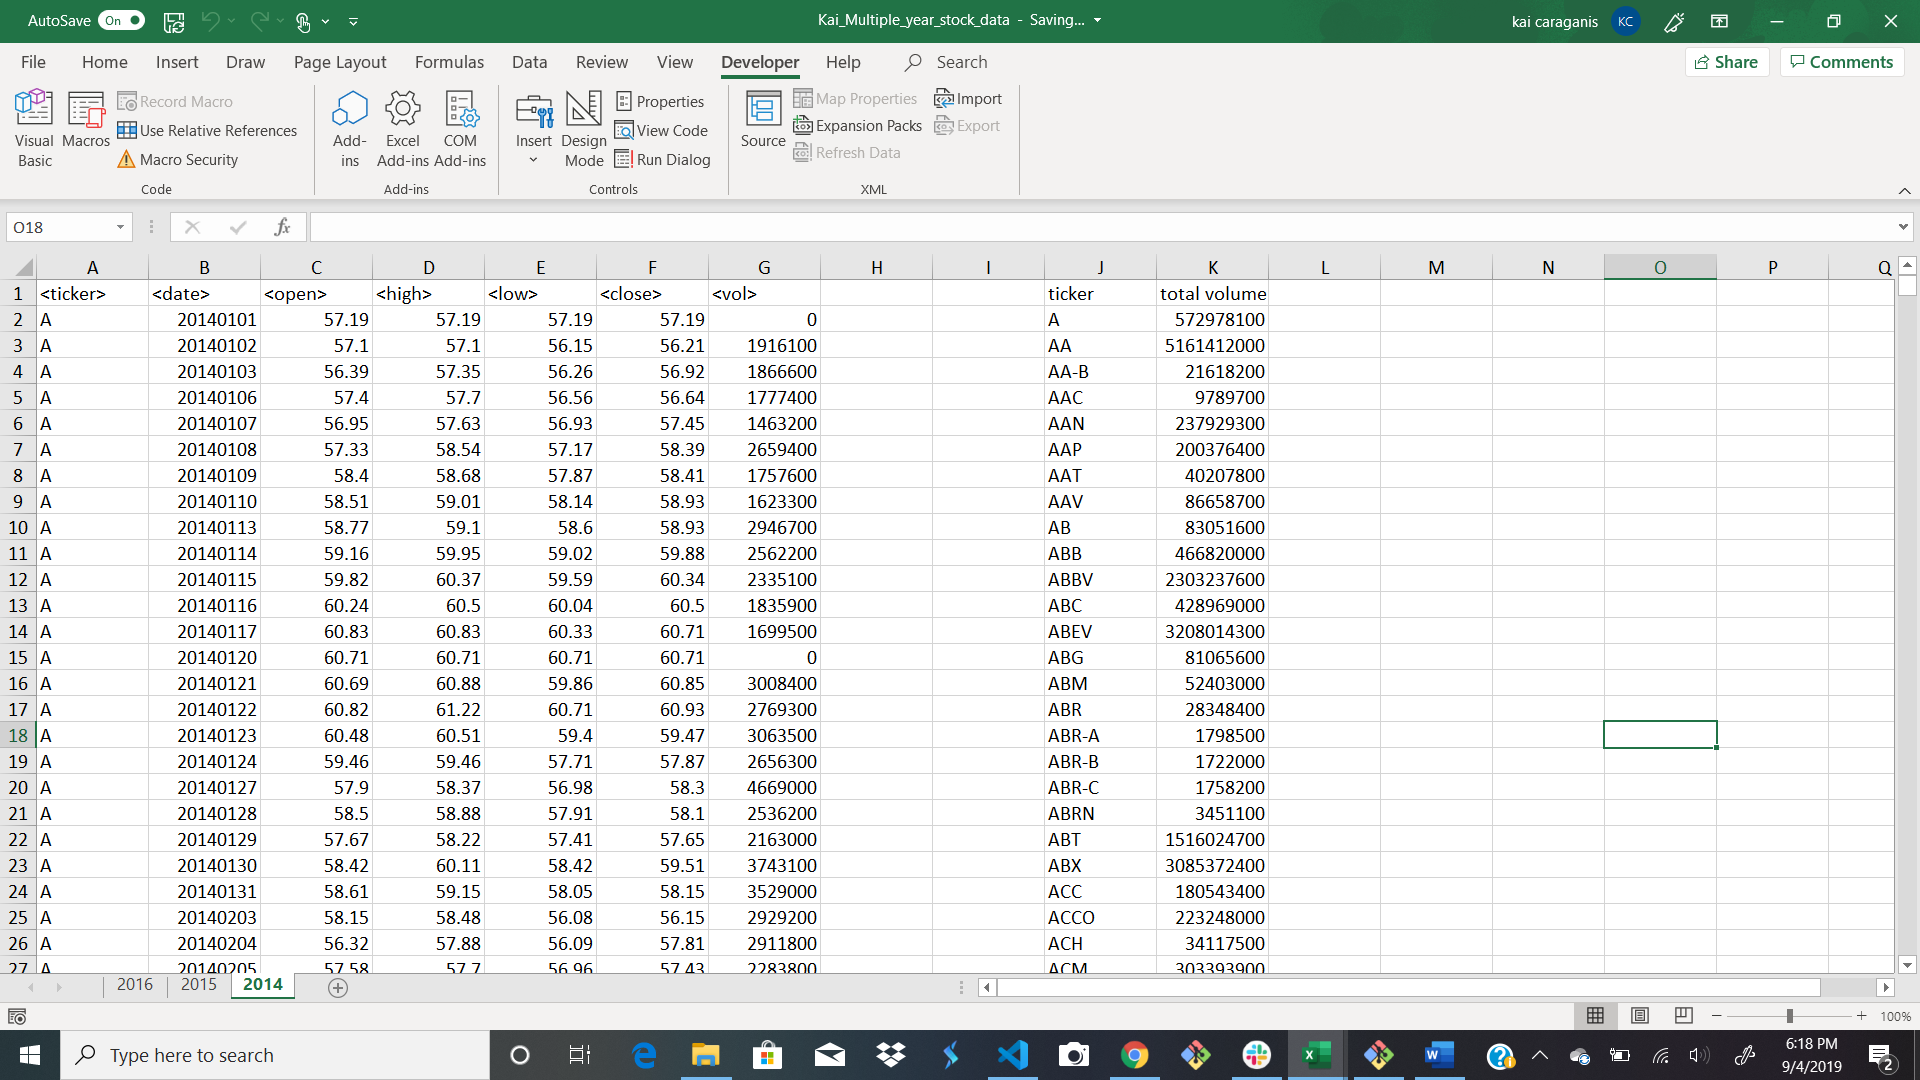 AutoSave On Kai_Multiple_year_stock_data - Saving... kai caraganis KC
File Home Insert Draw Page Layout Formulas Data Review View Developer Help Search Share Comments
Visual Basic
Macros
Record Macro
Use Relative References
Macro Security
Code
Add-ins
Excel Add-ins
COM Add-ins
Add-ins
Insert
Design Mode
Properties
View Code
Run Dialog
Controls
Source
Map Properties
Expansion Packs
Refresh Data
Import
Export
XML
O18 fx
A B C D E F G H I J K L M N O P Q
1 <ticker> <date> <open> <high> <low> <close> <vol> ticker total volume
2 A 20140101 57.19 57.19 57.19 57.19 0 A 572978100
3 A 20140102 57.1 57.1 56.15 56.21 1916100 AA 5161412000
4 A 20140103 56.39 57.35 56.26 56.92 1866600 AA-B 21618200
5 A 20140106 57.4 57.7 56.56 56.64 1777400 AAC 9789700
6 A 20140107 56.95 57.63 56.93 57.45 1463200 AAN 237929300
7 A 20140108 57.33 58.54 57.17 58.39 2659400 AAP 200376400
8 A 20140109 58.4 58.68 57.87 58.41 1757600 AAT 40207800
9 A 20140110 58.51 59.01 58.14 58.93 1623300 AAV 86658700
10 A 20140113 58.77 59.1 58.6 58.93 2946700 AB 83051600
11 A 20140114 59.16 59.95 59.02 59.88 2562200 ABB 466820000
12 A 20140115 59.82 60.37 59.59 60.34 2335100 ABBV 2303237600
13 A 20140116 60.24 60.5 60.04 60.5 1835900 ABC 428969000
14 A 20140117 60.83 60.83 60.33 60.71 1699500 ABEV 3208014300
15 A 20140120 60.71 60.71 60.71 60.71 0 ABG 81065600
16 A 20140121 60.69 60.88 59.86 60.85 3008400 ABM 52403000
17 A 20140122 60.82 61.22 60.71 60.93 2769300 ABR 28348400
18 A 20140123 60.48 60.51 59.4 59.47 3063500 ABR-A 1798500
19 A 20140124 59.46 59.46 57.71 57.87 2656300 ABR-B 1722000
20 A 20140127 57.9 58.37 56.98 58.3 4669000 ABR-C 1758200
21 A 20140128 58.5 58.88 57.91 58.1 2536200 ABRN 3451100
22 A 20140129 57.67 58.22 57.41 57.65 2163000 ABT 1516024700
23 A 20140130 58.42 60.11 58.42 59.51 3743100 ABX 3085372400
24 A 20140131 58.61 59.15 58.05 58.15 3529000 ACC 180543400
25 A 20140203 58.15 58.48 56.08 56.15 2929200 ACCO 223248000
26 A 20140204 56.32 57.88 56.09 57.81 2911800 ACH 34117500
27 A 20140205 57.58 57.7 56.96 57.43 2283800 ACM 303393900
2016 2015 2014
100%
Type here to search
6:18 PM
9/4/2019
2